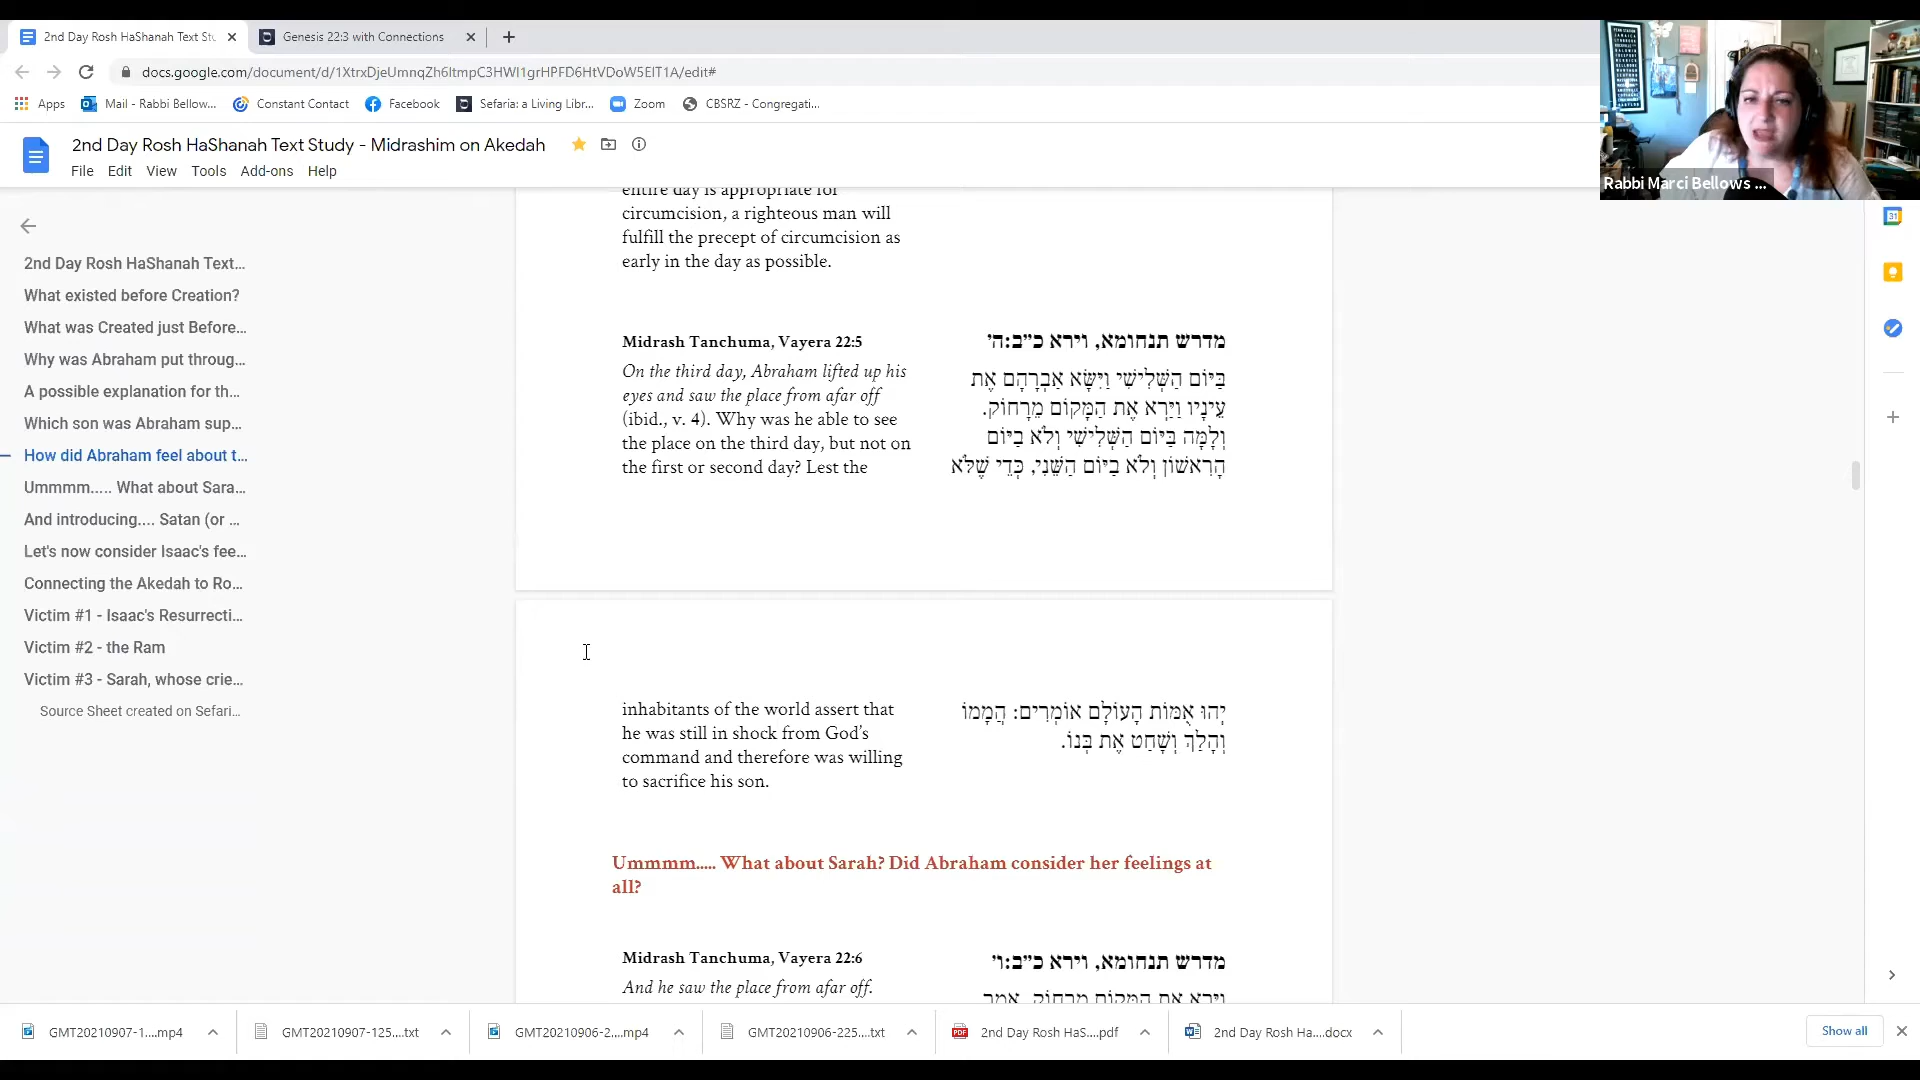 2nd Day Rosh HaShanah Text Stu
Genesis 22:3 with Connections
docs.google.com/document/d/1XtrxDjeUmnqZh6ltmpC3HWl1grHPFD6HtVDoW5EIT1A/edit#
Apps
Mail - Rabbi Bellow...
Constant Contact
Facebook
Sefaria: a Living Libr...
Zoom
CBSRZ - Congregati...
2nd Day Rosh HaShanah Text Study - Midrashim on Akedah
File Edit View Tools Add-ons Help
Rabbi Marci Bellows ...
31
2nd Day Rosh HaShanah Text...
What existed before Creation?
What was Created just Before...
Why was Abraham put throug...
A possible explanation for th...
Which son was Abraham sup...
How did Abraham feel about t...
Ummmm..... What about Sara...
And introducing.... Satan (or ...
Let's now consider Isaac's fee...
Connecting the Akedah to Ro...
Victim #1 - Isaac's Resurrecti...
Victim #2 - the Ram
Victim #3 - Sarah, whose crie...
Source Sheet created on Sefari...
entire day is appropriate for
circumcision, a righteous man will
fulfill the precept of circumcision as
early in the day as possible.
Midrash Tanchuma, Vayera 22:5
On the third day, Abraham lifted up his
eyes and saw the place from afar off
(ibid., v. 4). Why was he able to see
the place on the third day, but not on
the first or second day? Lest the
מדרש תנחומא, וירא כ״ב:ה׳
בַּיּוֹם הַשְּׁלִישִׁי וַיִּשָּׂא אַבְרָהָם אֶת
עֵינָיו וַיַּרְא אֶת הַמָּקוֹם מֵרָחוֹק.
וְלָמָּה בַּיּוֹם הַשְּׁלִישִׁי וְלֹא בַיּוֹם
הָרִאשׁוֹן וְלֹא בַיּוֹם הַשֵּׁנִי, כְּדֵי שֶׁלֹּא
inhabitants of the world assert that
he was still in shock from God’s
command and therefore was willing
to sacrifice his son.
יְהוּ אֻמּוֹת הָעוֹלָם אוֹמְרִים: הֲמָמוֹ
וְהָלַךְ וְשָׁחַט אֶת בְּנוֹ.
Ummmm..... What about Sarah? Did Abraham consider her feelings at
all?
Midrash Tanchuma, Vayera 22:6
And he saw the place from afar off.
מדרש תנחומא, וירא כ״ב:ו׳
וירא את המקום מרחוק. אמר
GMT20210907-1....mp4
GMT20210907-125....txt
GMT20210906-2....mp4
GMT20210906-225....txt
2nd Day Rosh HaS....pdf
2nd Day Rosh Ha....docx
Show all